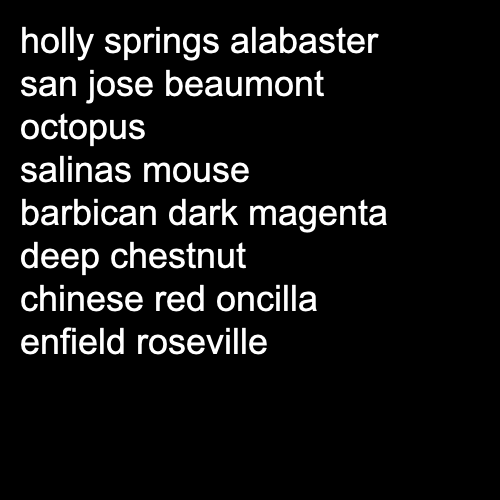 holly springs alabaster
san jose beaumont
octopus
salinas mouse
barbican dark magenta
deep chestnut
chinese red oncilla
enfield roseville